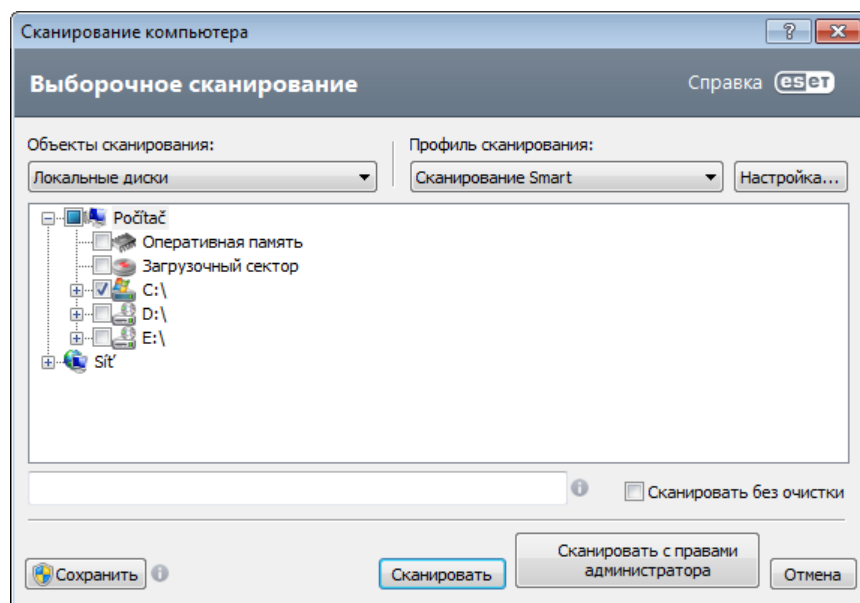 Сканирование компьютера
Выборочное сканирование
Справка eset
Объекты сканирования:
Профиль сканирования:
Локальные диски
Сканирование Smart
Настройка...
Počítač
Оперативная память
Загрузочный сектор
C:\
D:\
E:\
Síť
Сканировать без очистки
Сохранить
Сканировать
Сканировать с правами
администратора
Отмена